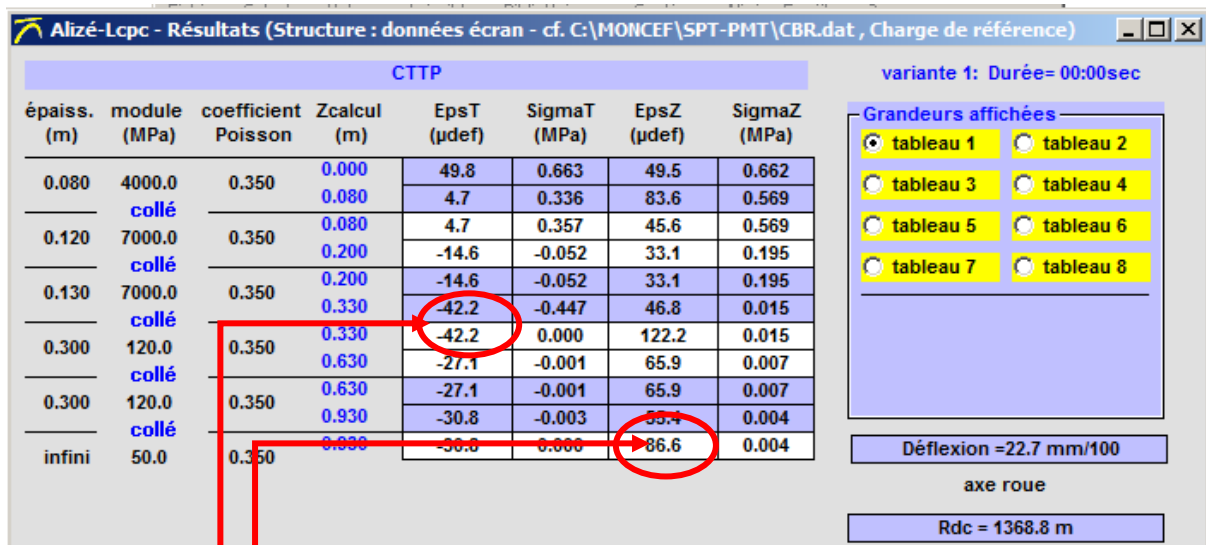 Alizé-Lcpc - Résultats (Structure : données écran - cf. C:\MONCEF\SPT-PMT\CBR.dat , Charge de référence)
CTTP
variante 1: Durée= 00:00sec
épaiss. module coefficient Zcalcul EpsT SigmaT EpsZ SigmaZ
(m) (MPa) Poisson (m) (µdef) (MPa) (µdef) (MPa)
Grandeurs affichées
tableau 1 tableau 2
tableau 3 tableau 4
tableau 5 tableau 6
tableau 7 tableau 8
0.000 49.8 0.663 49.5 0.662
0.080 4000.0 0.350
0.080 4.7 0.336 83.6 0.569
collé
0.080 4.7 0.357 45.6 0.569
0.120 7000.0 0.350
0.200 -14.6 -0.052 33.1 0.195
collé
0.200 -14.6 -0.052 33.1 0.195
0.130 7000.0 0.350
0.330 -42.2 -0.447 46.8 0.015
collé
0.330 -42.2 0.000 122.2 0.015
0.300 120.0 0.350
0.630 -27.1 -0.001 65.9 0.007
collé
0.630 -27.1 -0.001 65.9 0.007
0.300 120.0 0.350
0.930 -30.8 -0.003 55.4 0.004
collé
0.930 -30.8 0.000 86.6 0.004
infini 50.0 0.350
Déflexion =22.7 mm/100
axe roue
Rdc = 1368.8 m